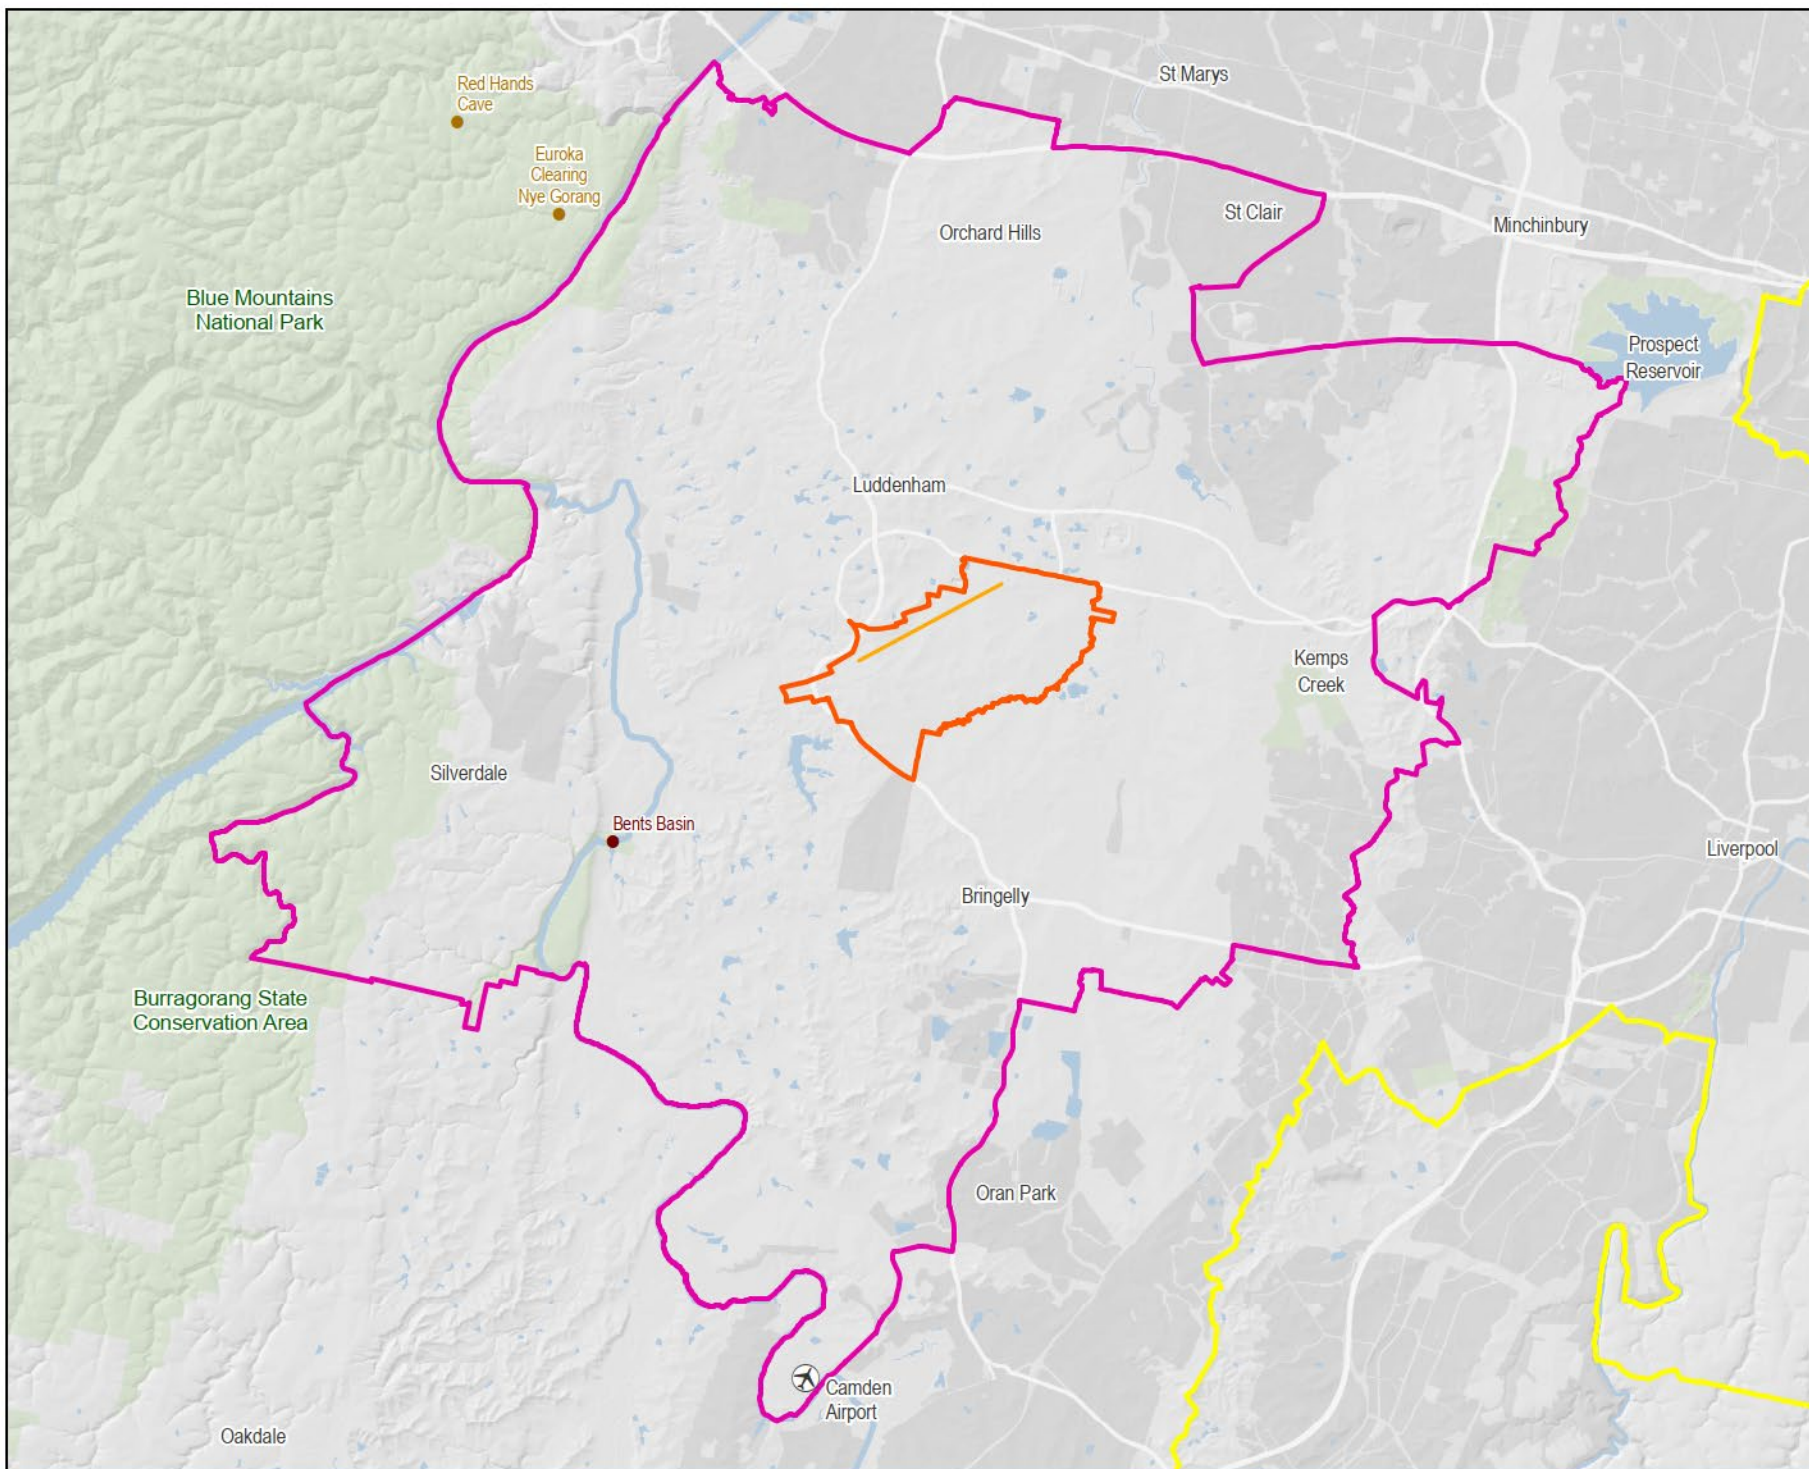 St Marys
Red Hands
Cave
Euroka
Clearing
Nye Gorang
St Clair
Minchinbury
Orchard Hills
Blue Mountains
National Park
Prospect
Reservoir
Luddenham
Kemps
Creek
Silverdale
Bents Basin
Liverpool
Bringelly
Burragorang State
Conservation Area
Oran Park
Camden
Airport
Oakdale